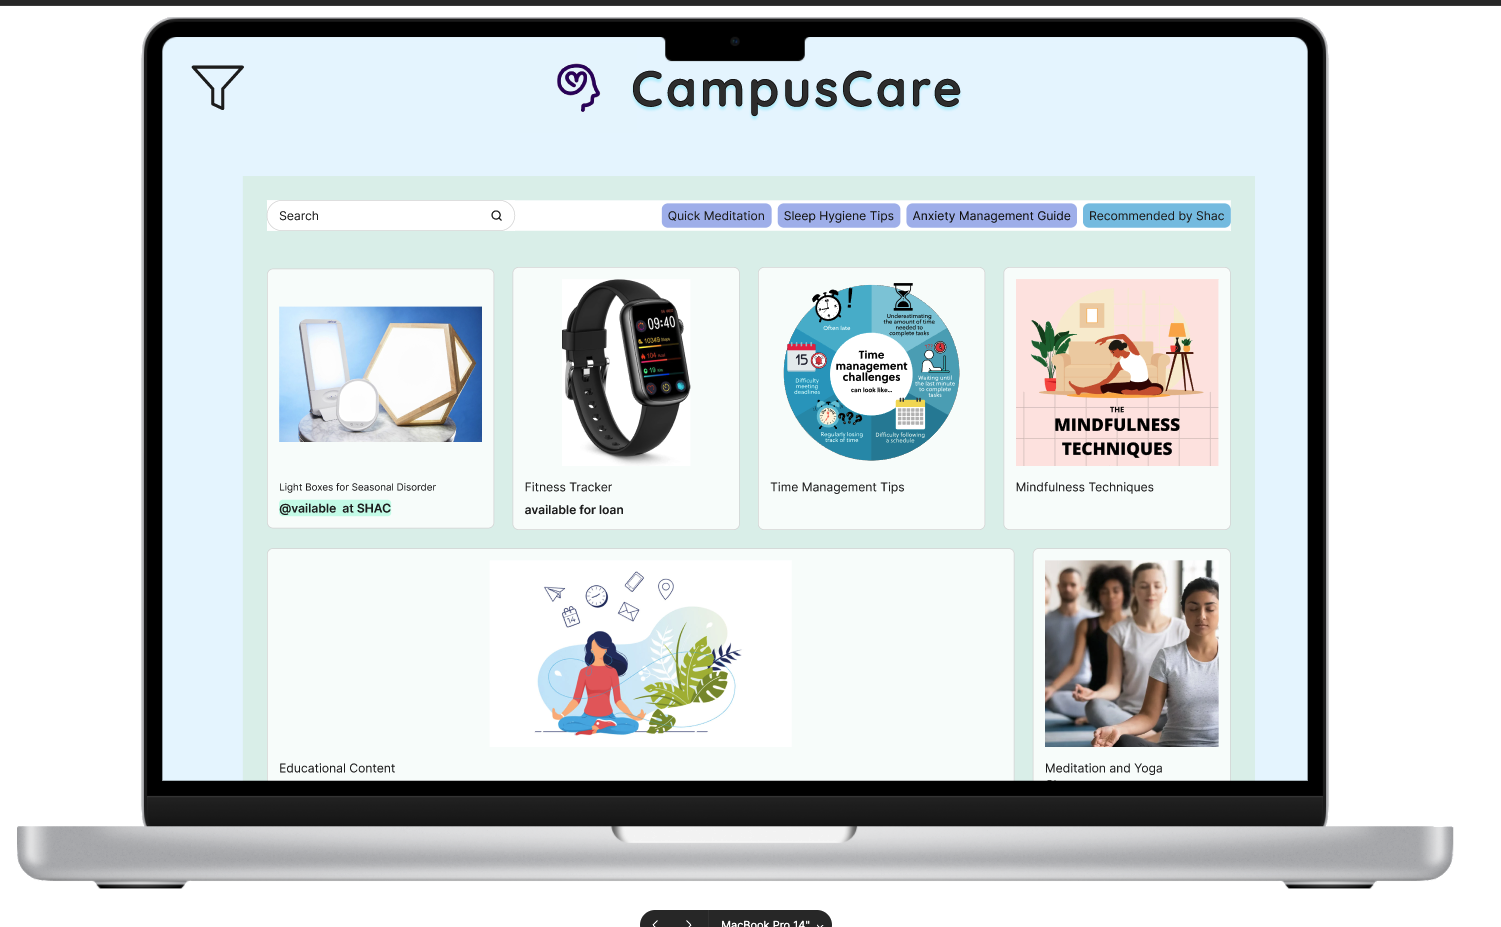 CampusCare
Search
Quick Meditation
Sleep Hygiene Tips
Anxiety Management Guide
Recommended by Shac
09:40
10349
104
19
Light Boxes for Seasonal Disorder
@vailable at SHAC
Fitness Tracker
available for loan
Often late
!
Underestimating
the amount of time
needed to
complete tasks
15
Difficulty
meeting
deadlines
Time
management
challenges
can look like...
Waiting until
the last minute
to complete
tasks
???
Regularly losing
track of time
Difficulty following
a schedule
Time Management Tips
THE
MINDFULNESS
TECHNIQUES
Mindfulness Techniques
14
Educational Content
Meditation and Yoga
MacBook Pro 14"